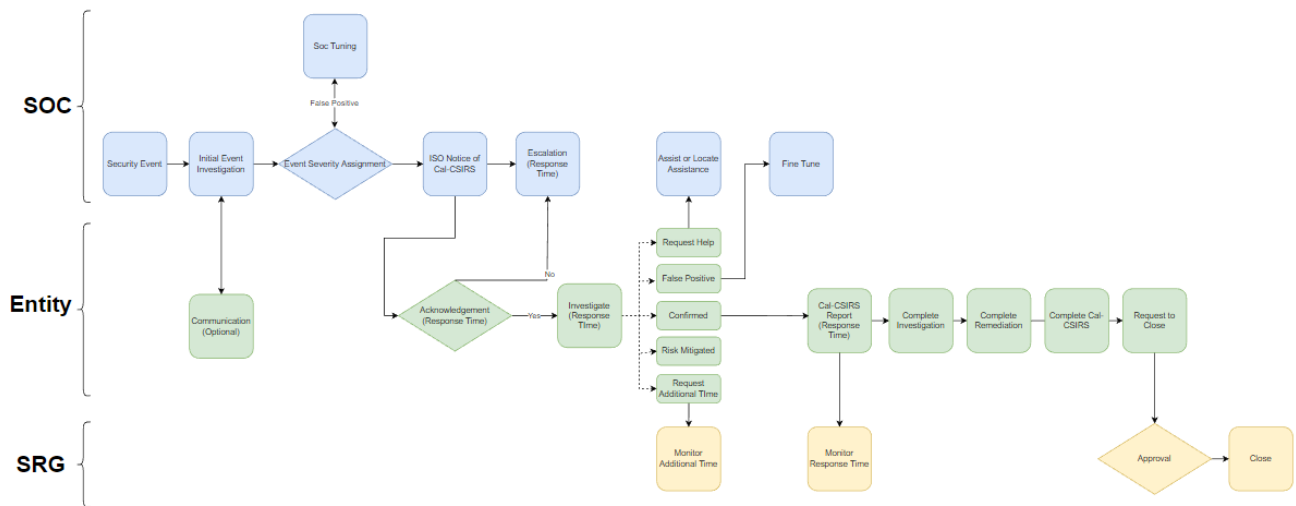 SOC
Soc Tuning
False Positive
Security Event
Initial Event
Investigation
Event Severity Assignment
ISO Notice of
Cal-CSIRS
Escalation
(Response
Time)
Assist or Locate
Assistance
Fine Tune
Entity
Communication
(Optional)
Acknowledgement
(Response Time)
No
Yes
Investigate
(Response
TIme)
Request Help
False Positive
Confirmed
Risk Mitigated
Request
Additional TIme
Cal-CSIRS
Report
(Response
Time)
Complete
Investigation
Complete
Remediation
Complete Cal-
CSIRS
Request to
Close
SRG
Monitor
Additional Time
Monitor
Response Time
Approval
Close